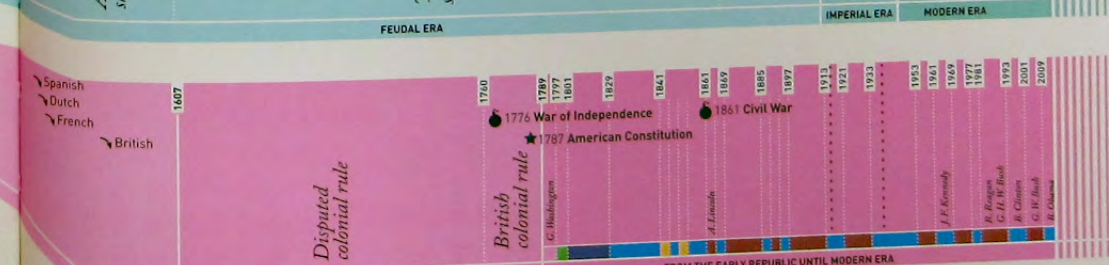 FEUDAL ERA
IMPERIAL ERA
MODERN ERA
Spanish
Dutch
French
British
1607
1760
1789
1797
1801
1829
1841
1861
1869
1885
1897
1913
1921
1933
1953
1961
1969
1977
1981
1993
2001
2009
1776 War of Independence
1787 American Constitution
1861 Civil War
Disputed
colonial rule
British
colonial rule
G. Washington
A. Lincoln
J. F. Kennedy
R. Reagan
G. H. W. Bush
B. Clinton
G. W. Bush
B. Obama
FROM THE EARLY REPUBLIC UNTIL MODERN ERA